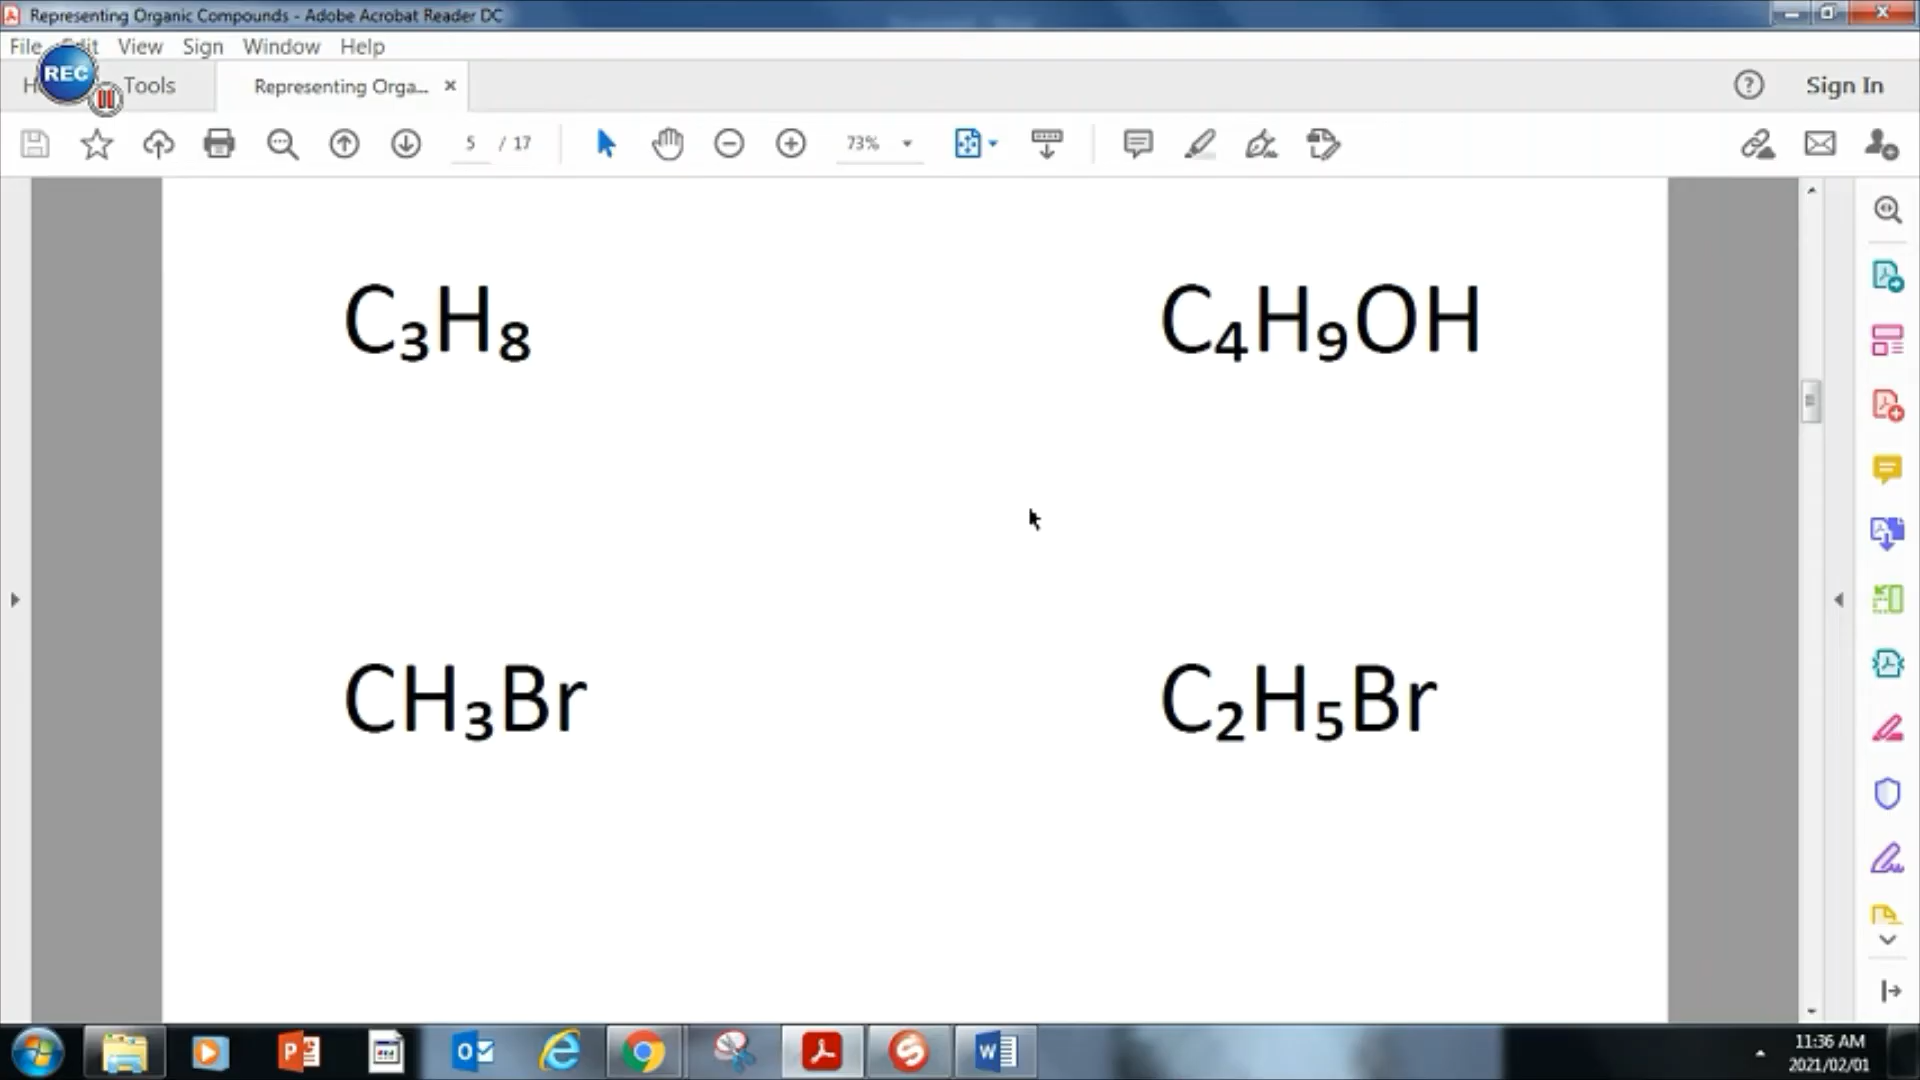 Representing Organic Compounds - Adobe Acrobat Reader DC
File Edit View Sign Window Help
REC
Tools
Representing Orga...
Sign In
5 / 17
73%
C₃H₈
C₄H₉OH
CH₃Br
C₂H₅Br
11:36 AM
2021/02/01